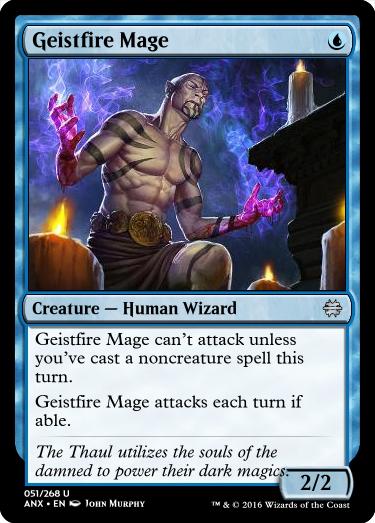 Geistfire Mage
Creature — Human Wizard
Geistfire Mage can't attack unless
you've cast a noncreature spell this
turn.
Geistfire Mage attacks each turn if
able.
The Thaul utilizes the souls of the
damned to power their dark magics.
2/2
051/268 U
ANX • EN John Murphy
™ & © 2016 Wizards of the Coast